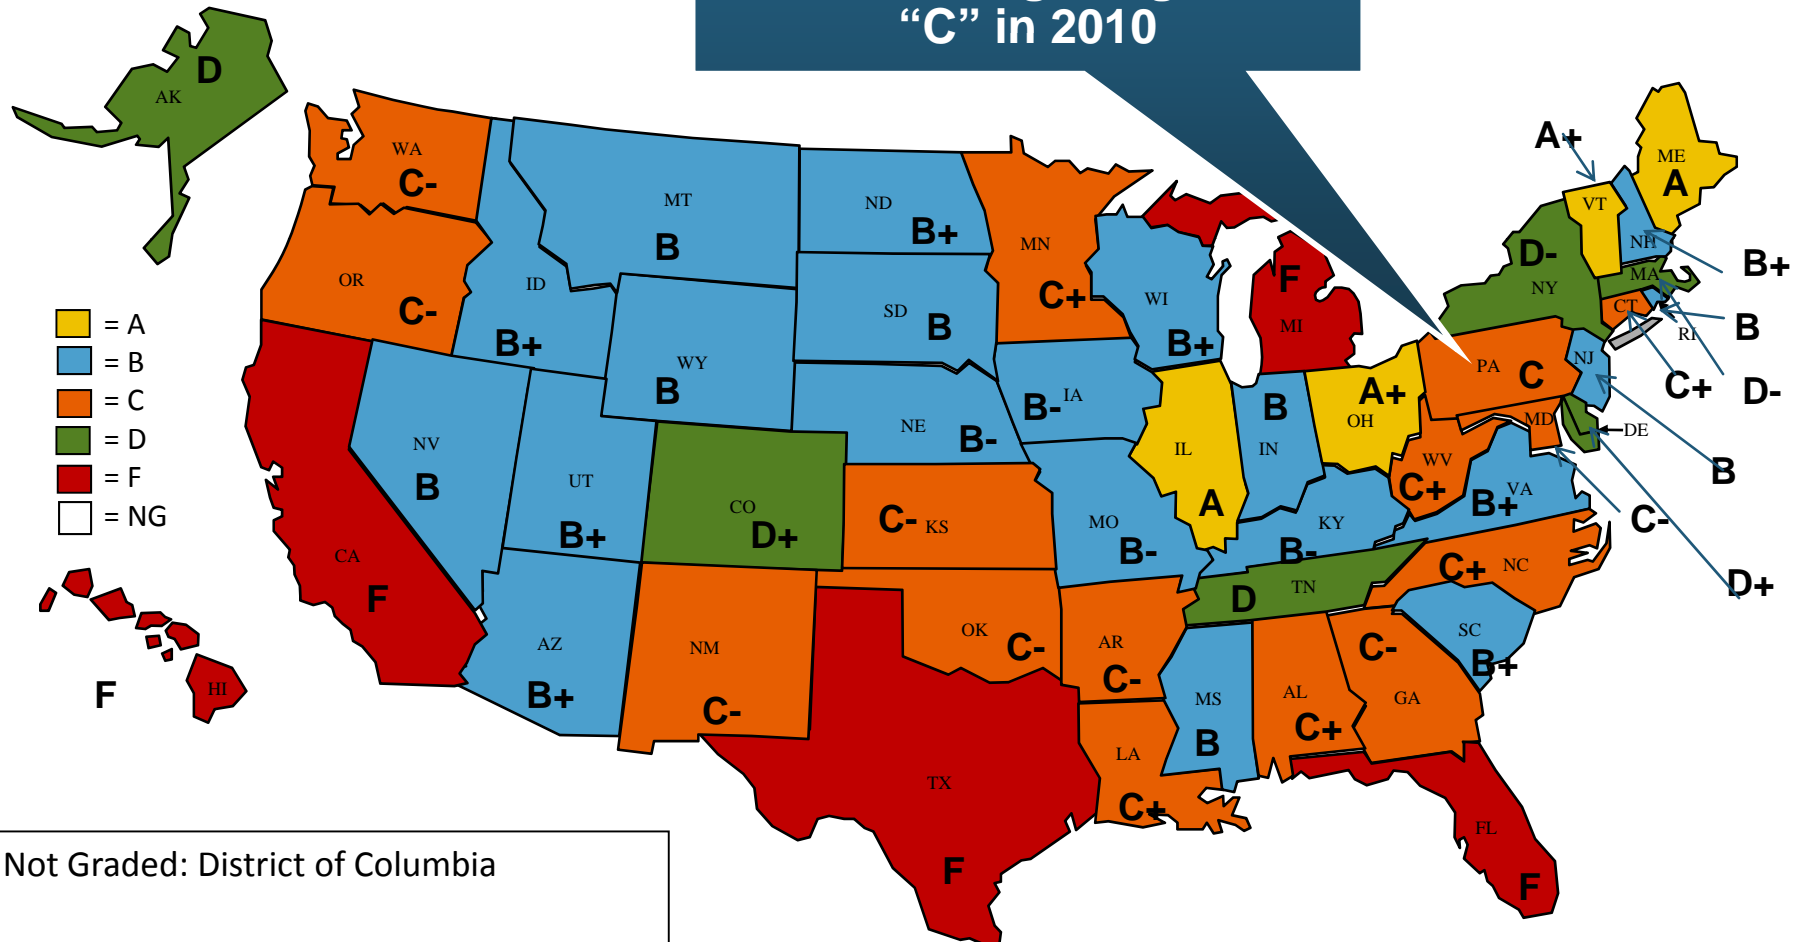 “C” in 2010
D
AK
WA
C-
OR
C-
MT
B
ID
B+
ND
B+
SD
B
WY
B
MN
C+
WI
B+
F
MI
A+
VT
ME
A
NH
B+
D-
NY
MA
CT
RI
B
C+
D-
= A
= B
= C
= D
= F
= NG
NV
B
UT
B+
CO
D+
NE
B-
B-
IA
C-
KS
MO
B-
IL
A
B
IN
A+
OH
PA
C
NJ
B
MD
DE
WV
C+
VA
B+
C-
D+
KY
B-
CA
F
AZ
B+
NM
C-
OK
C-
AR
C-
D
TN
C+
NC
SC
B+
C-
GA
AL
C+
MS
B
LA
C+
TX
F
FL
F
F
HI
Not Graded: District of Columbia